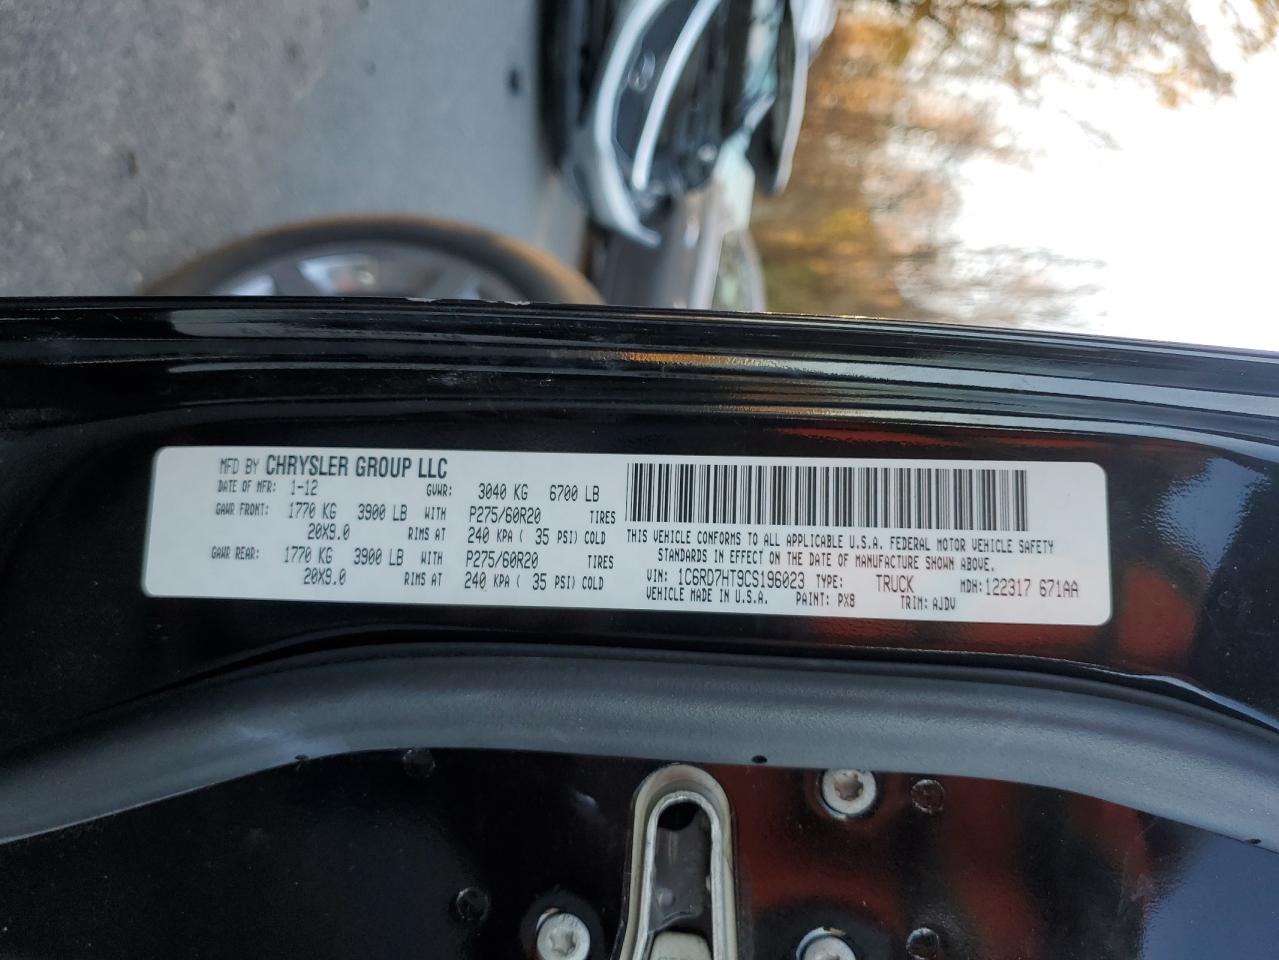 MFD BY CHRYSLER GROUP LLC
DATE OF MFR: 1-12 GVWR: 3040 KG 6700 LB
GAWR FRONT: 1770 KG 3900 LB WITH P275/60R20 TIRES
20X9.0 RIMS AT 240 KPA ( 35 PSI) COLD
GAWR REAR: 1770 KG 3900 LB WITH P275/60R20 TIRES
20X9.0 RIMS AT 240 KPA ( 35 PSI) COLD
THIS VEHICLE CONFORMS TO ALL APPLICABLE U.S.A. FEDERAL MOTOR VEHICLE SAFETY
STANDARDS IN EFFECT ON THE DATE OF MANUFACTURE SHOWN ABOVE.
VIN: 1C6RD7HT9CS196023 TYPE: TRUCK MDH: 122317 671AA
VEHICLE MADE IN U.S.A. PAINT: PX8 TRIM: AJDV